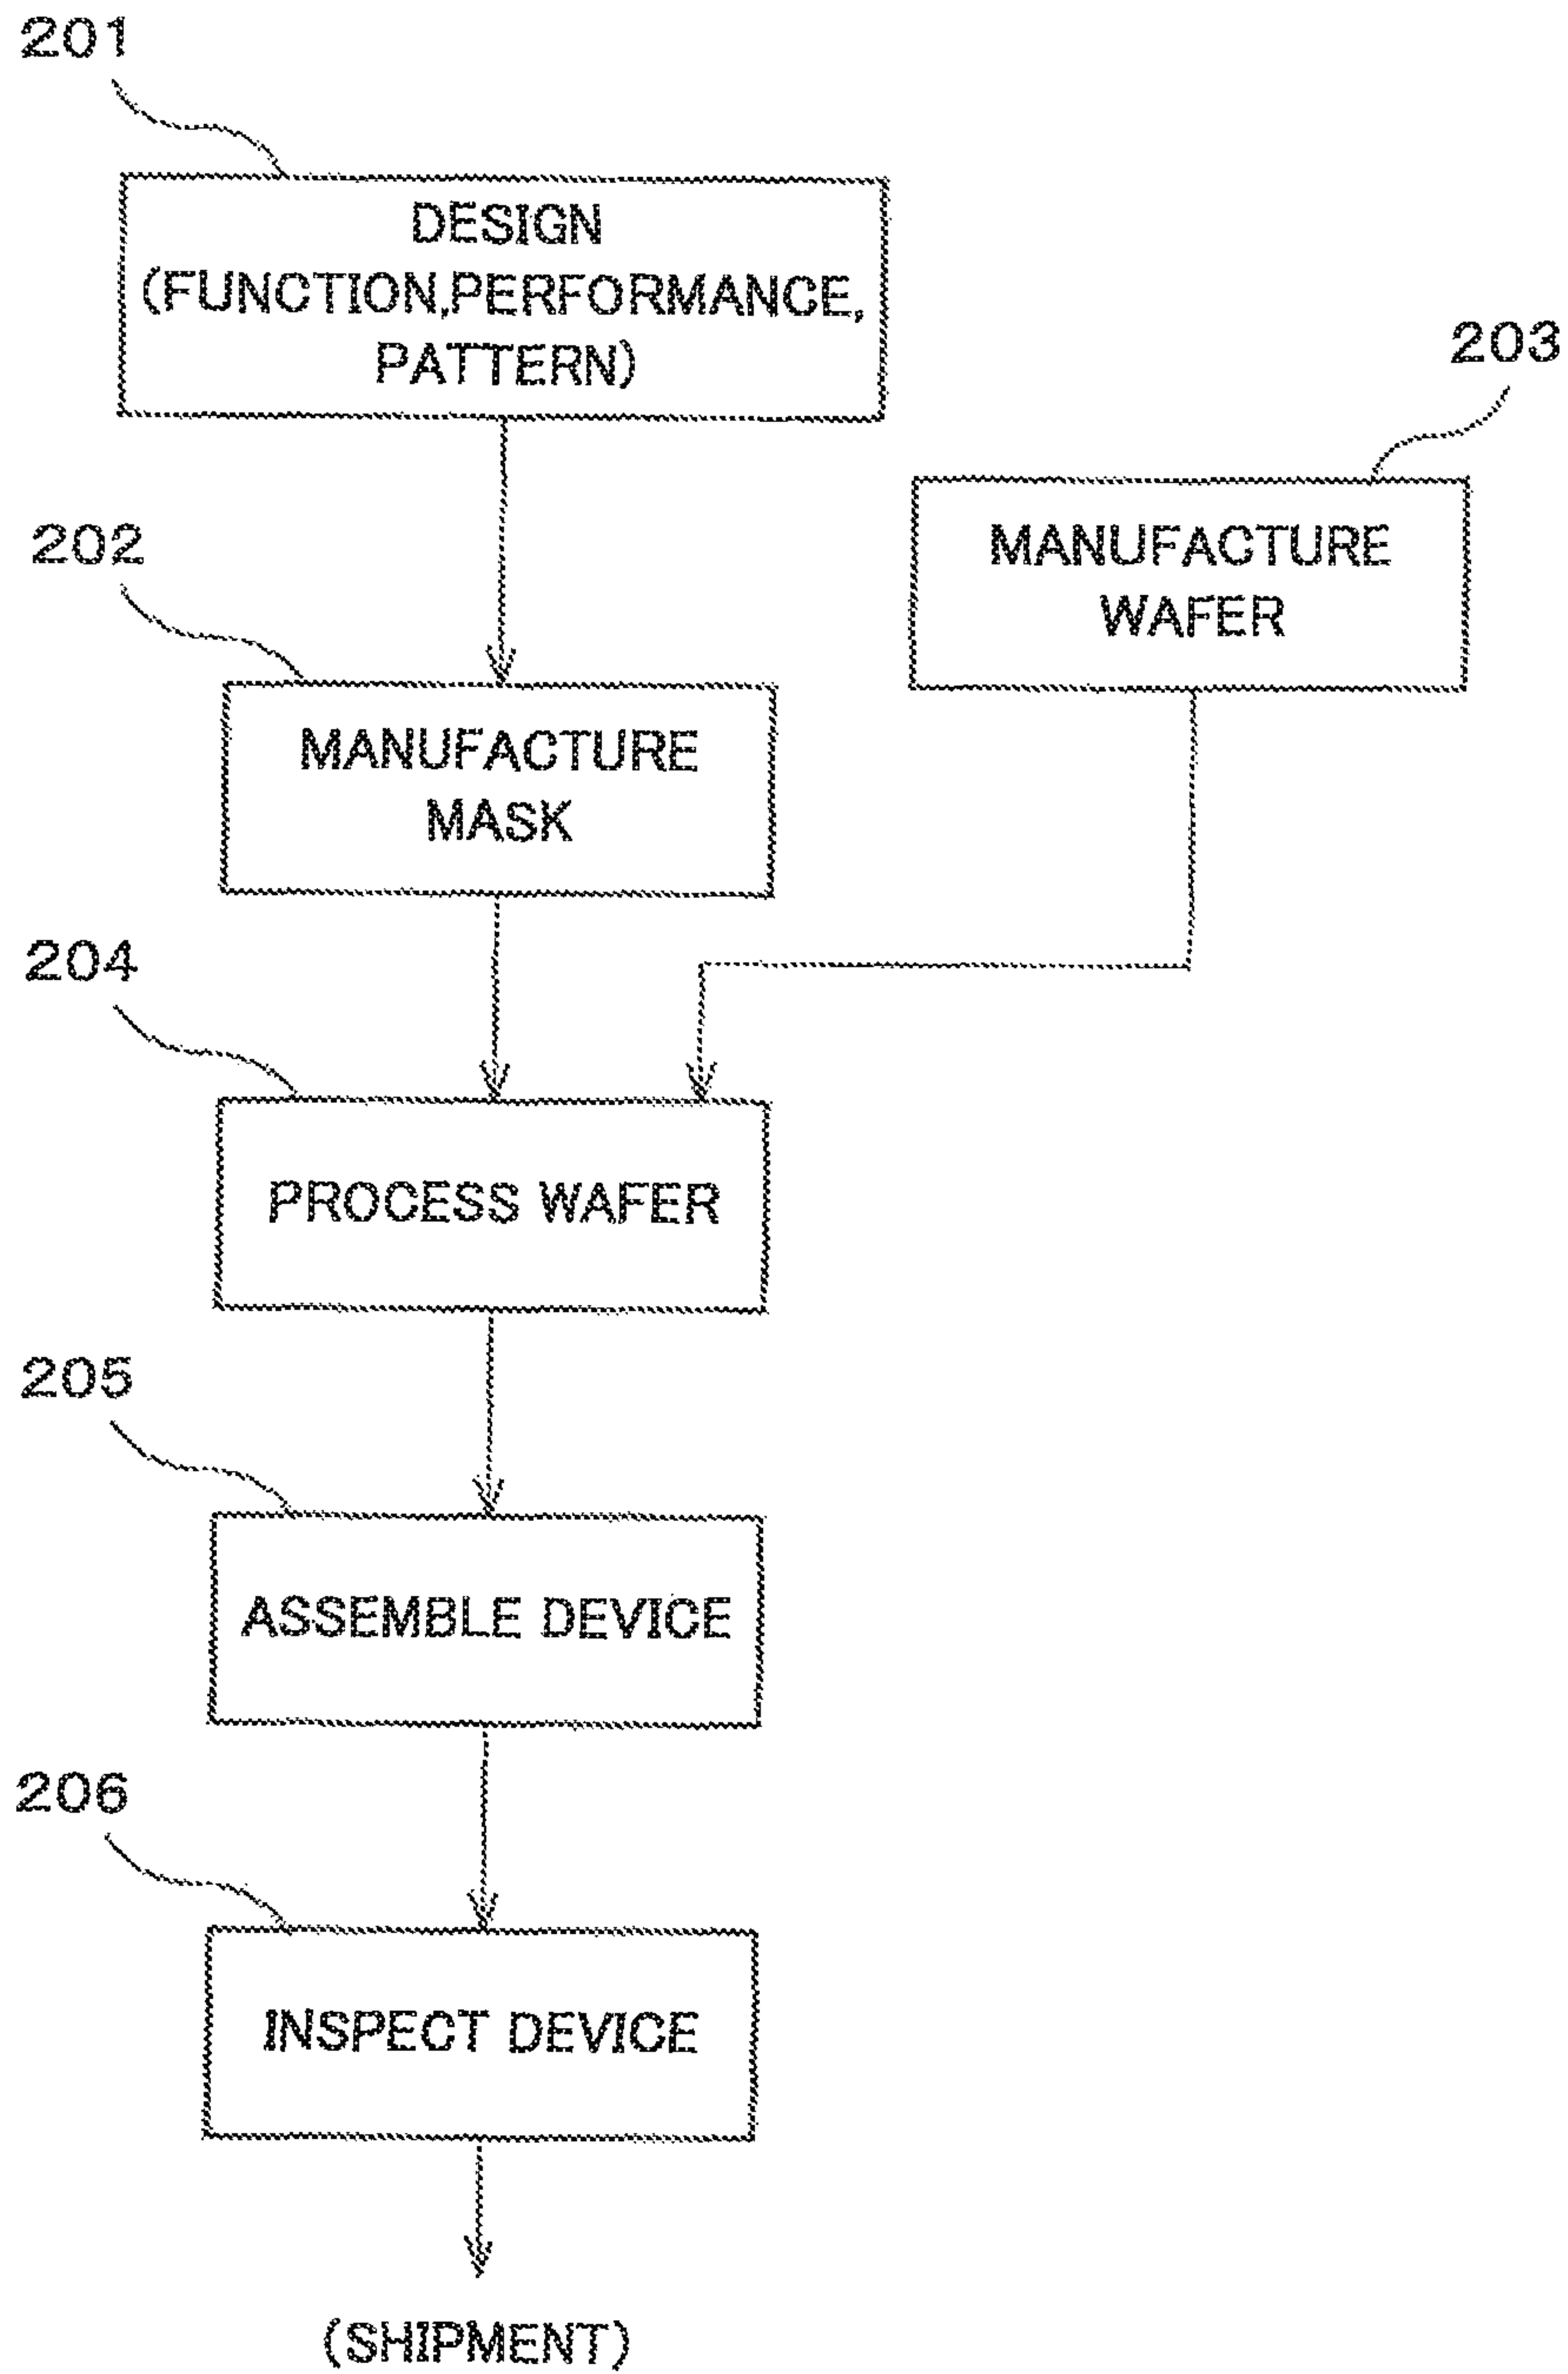 201
DESIGN
(FUNCTION,PERFORMANCE,
PATTERN)
203
MANUFACTURE
WAFER
202
MANUFACTURE
MASK
204
PROCESS WAFER
205
ASSEMBLE DEVICE
206
INSPECT DEVICE
(SHIPMENT)